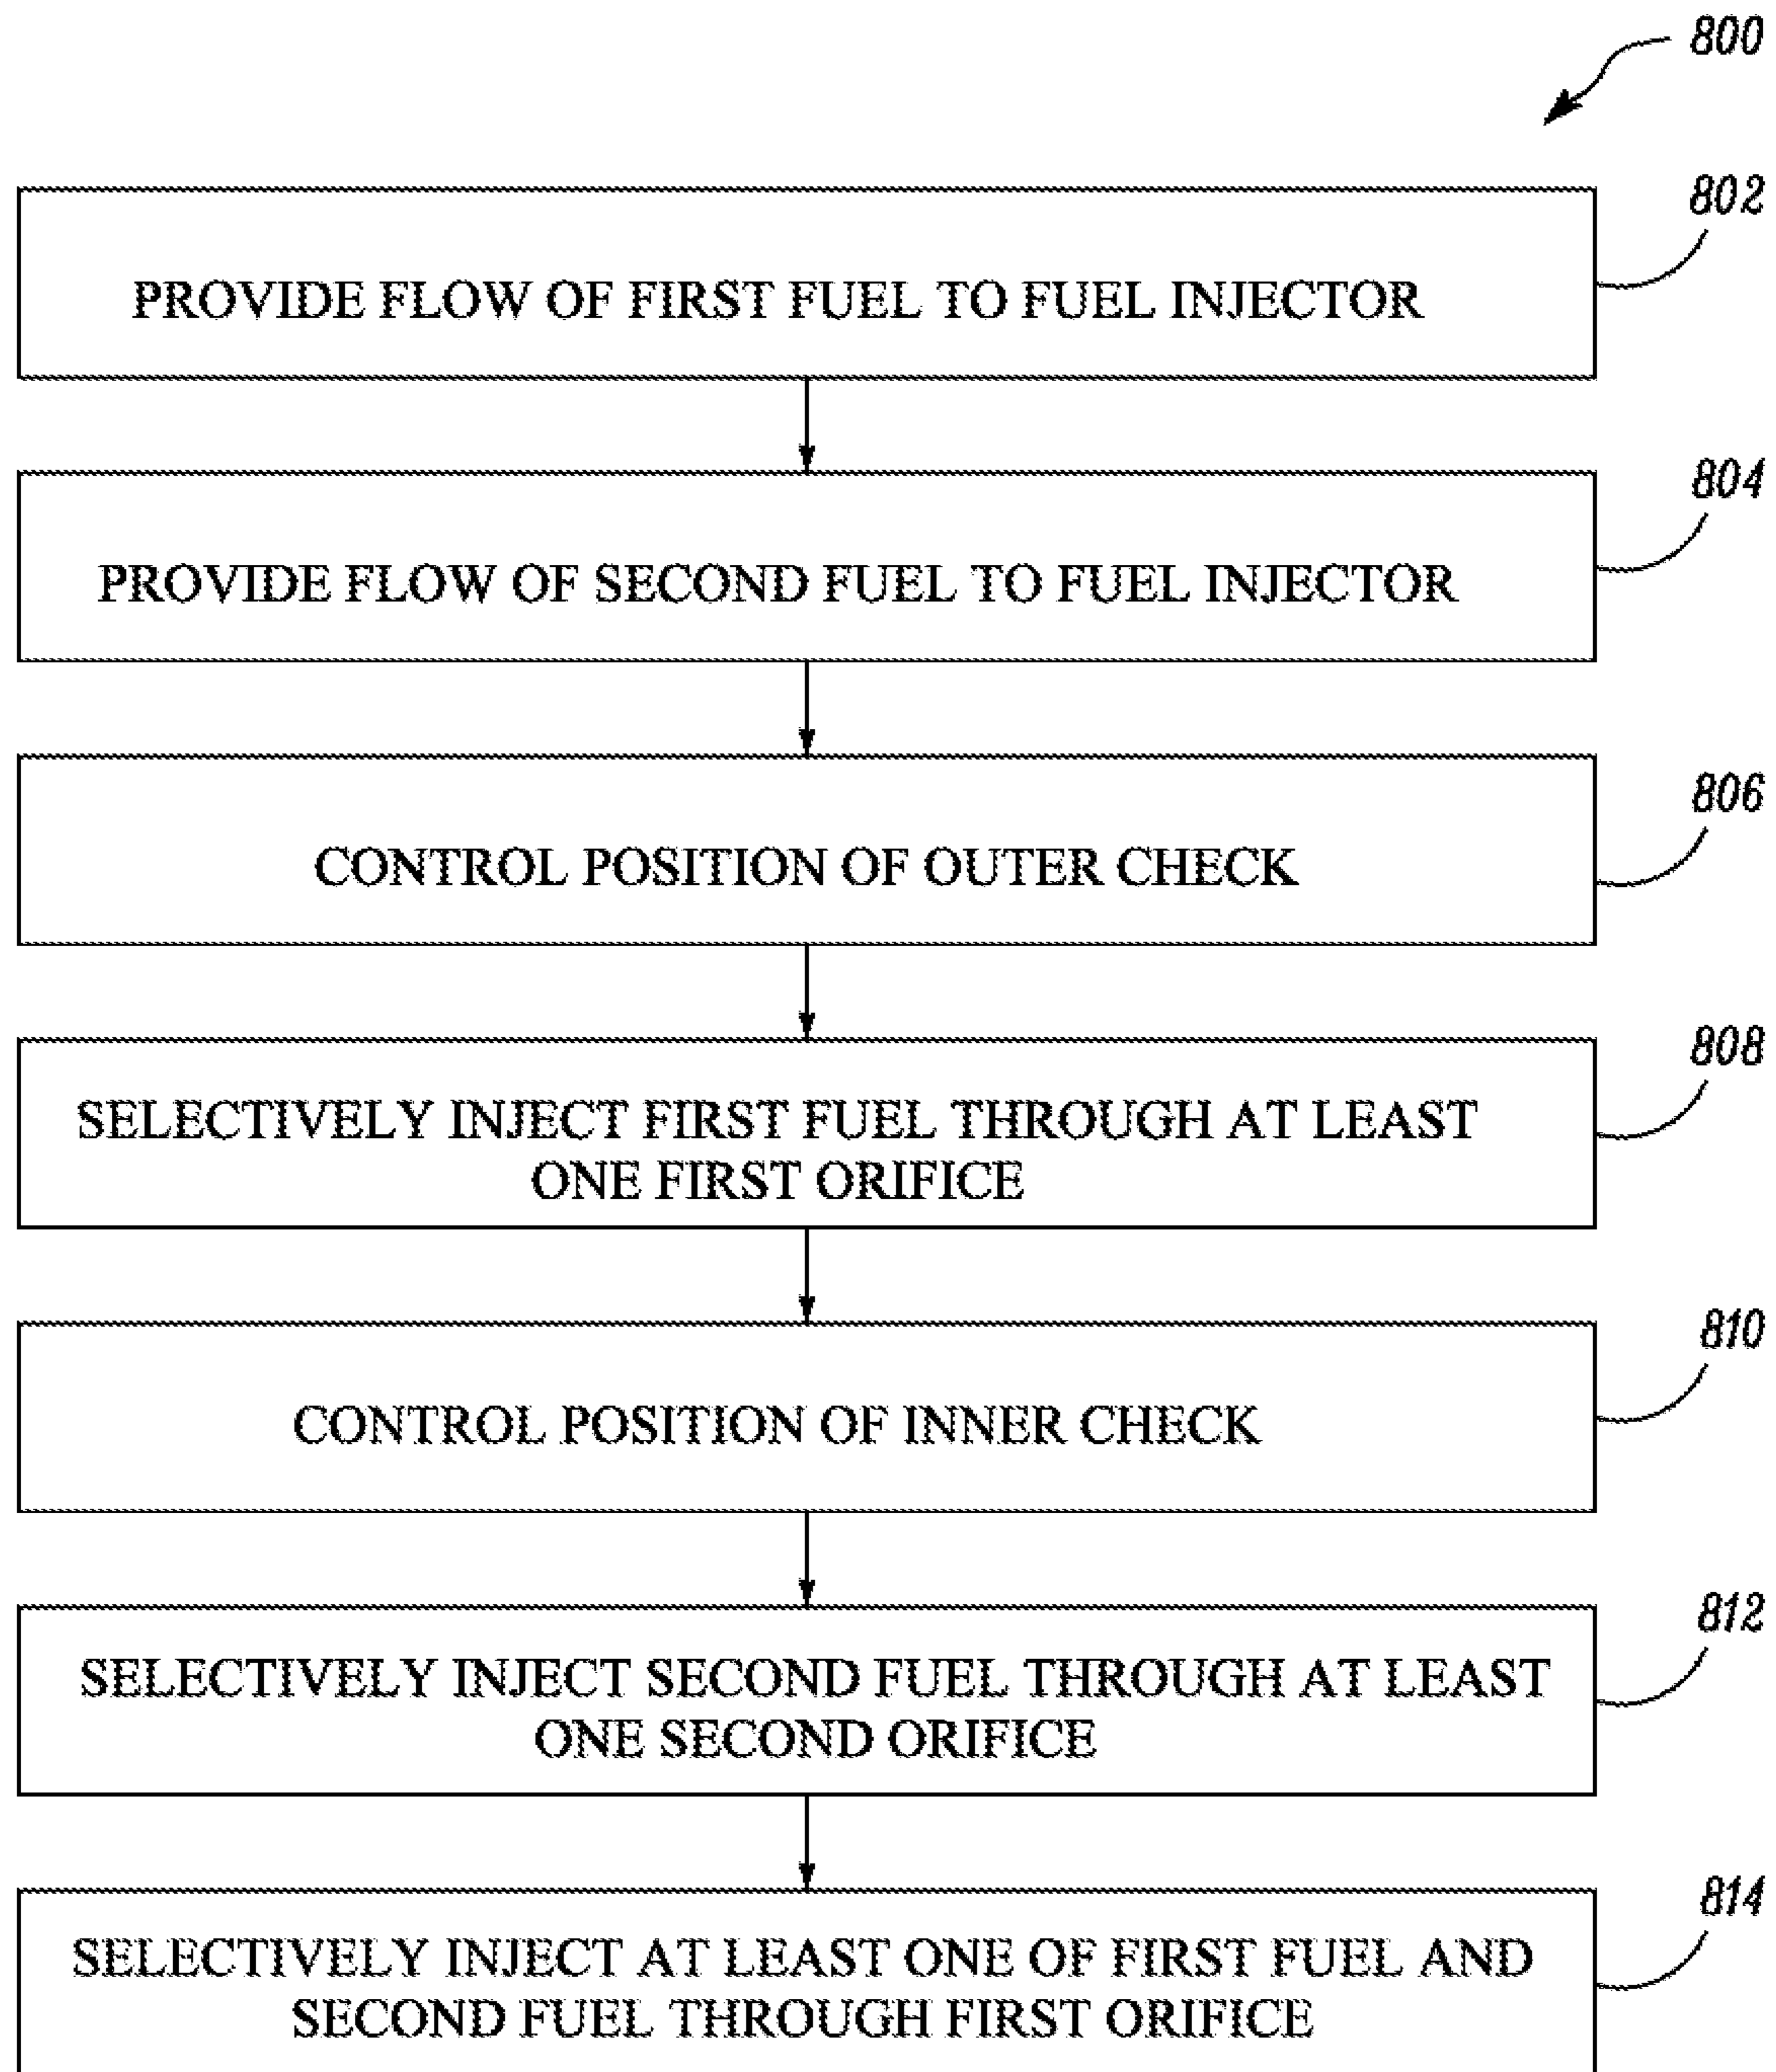 800
802
PROVIDE FLOW OF FIRST FUEL TO FUEL INJECTOR
804
PROVIDE FLOW OF SECOND FUEL TO FUEL INJECTOR
806
CONTROL POSITION OF OUTER CHECK
808
SELECTIVELY INJECT FIRST FUEL THROUGH AT LEAST
ONE FIRST ORIFICE
810
CONTROL POSITION OF INNER CHECK
812
SELECTIVELY INJECT SECOND FUEL THROUGH AT LEAST
ONE SECOND ORIFICE
814
SELECTIVELY INJECT AT LEAST ONE OF FIRST FUEL AND
SECOND FUEL THROUGH FIRST ORIFICE